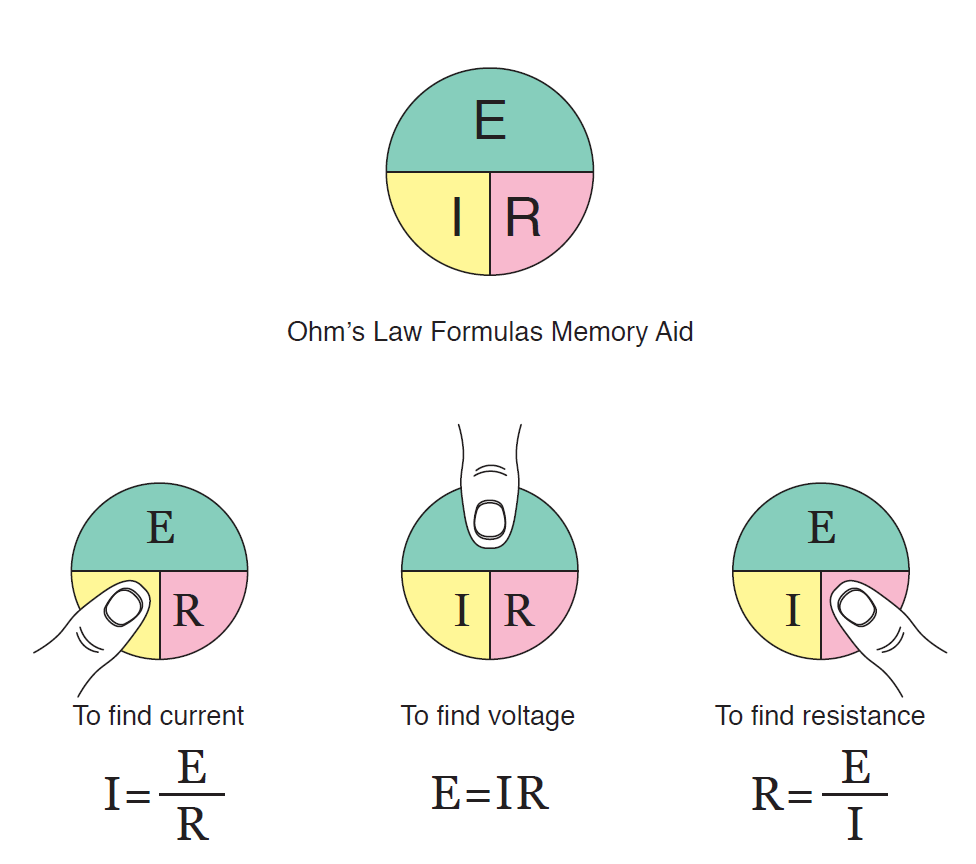 E
I R
Ohm's Law Formulas Memory Aid
E
R
I R
E
I
To find current
To find voltage
To find resistance
I=E/R
E=IR
R=E/I